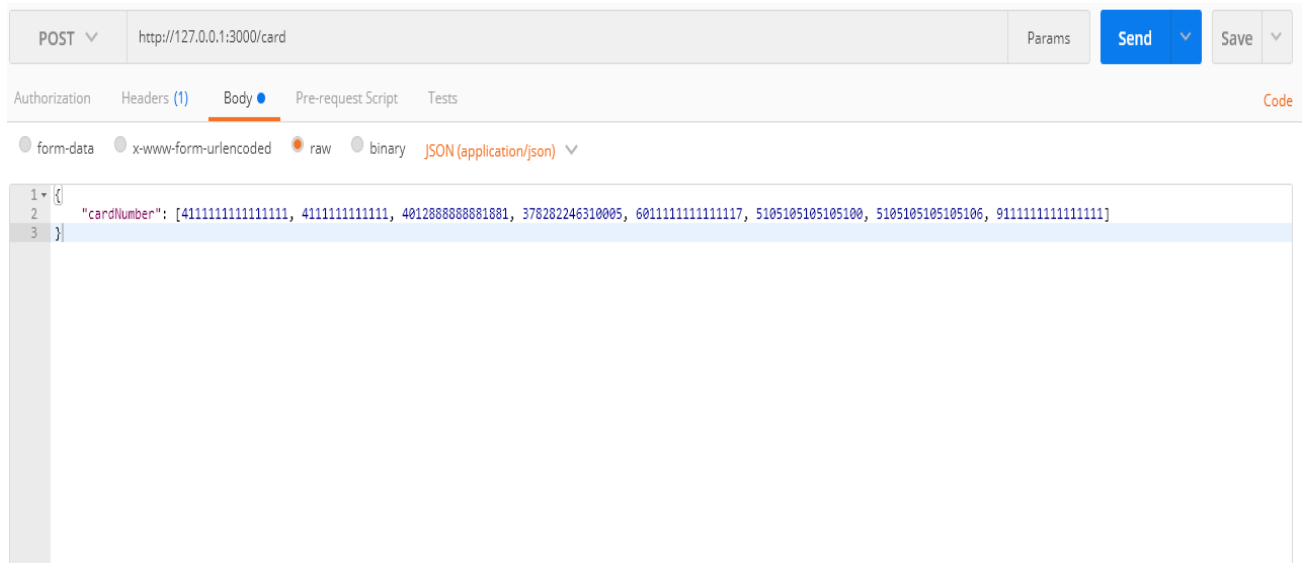 POST http://127.0.0.1:3000/card Params Send Save
Authorization Headers (1) Body Pre-request Script Tests Code
form-data x-www-form-urlencoded raw binary JSON (application/json)
1 {
2 "cardNumber": [4111111111111111, 4111111111111, 4012888888881881, 378282246310005, 6011111111111117, 5105105105105100, 5105105105105106, 9111111111111111]
3 }